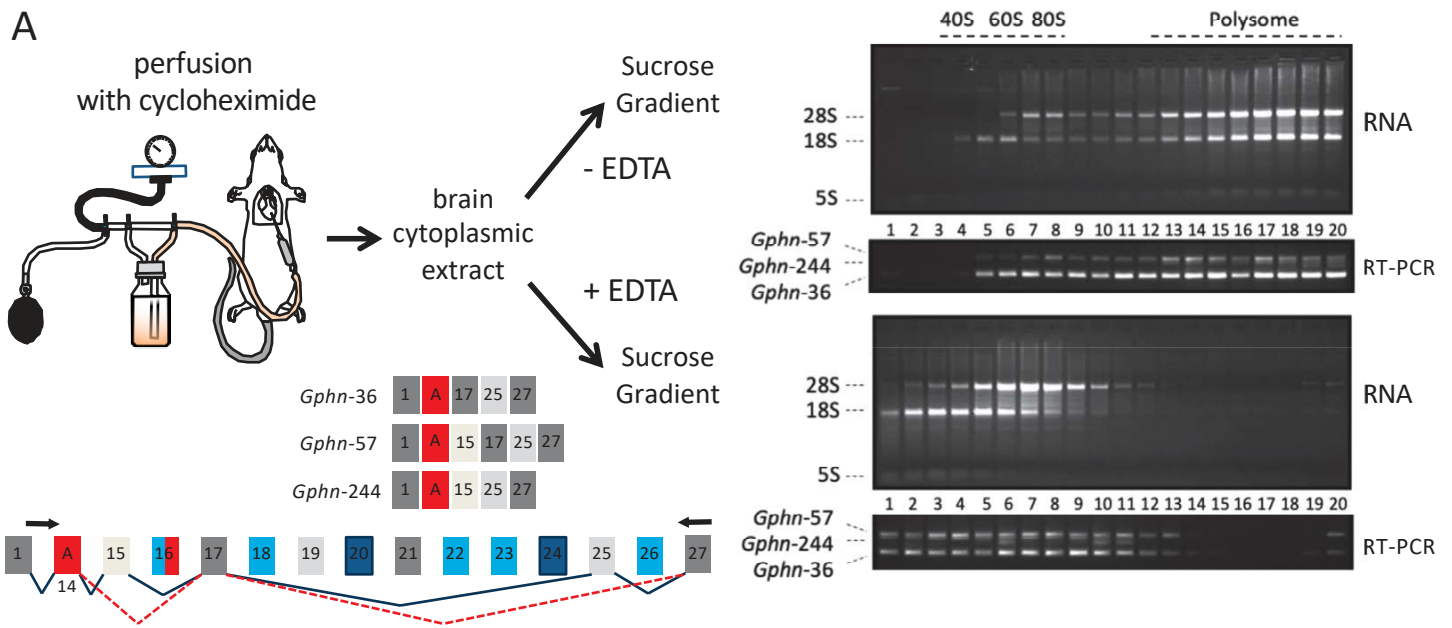 A
perfusion
with cycloheximide
brain
cytoplasmic
extract
Sucrose
Gradient
- EDTA
+ EDTA
Sucrose
Gradient
Gphn-36 1 A 17 25 27
Gphn-57 1 A 15 17 25 27
Gphn-244 1 A 15 25 27
1 A 15 16 17 18 19 20 21 22 23 24 25 26 27
14
40S 60S 80S Polysome
28S
18S
5S
RNA
1 2 3 4 5 6 7 8 9 10 11 12 13 14 15 16 17 18 19 20
Gphn-57
Gphn-244
Gphn-36
RT-PCR
28S
18S
5S
RNA
1 2 3 4 5 6 7 8 9 10 11 12 13 14 15 16 17 18 19 20
Gphn-57
Gphn-244
Gphn-36
RT-PCR